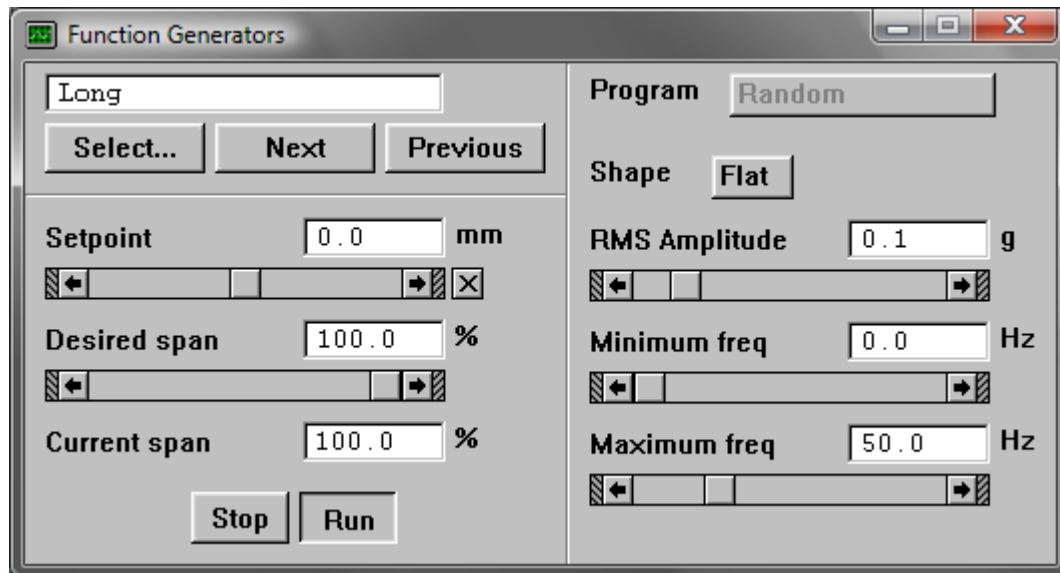 Function Generators
Long
Select... Next Previous
Setpoint 0.0 mm
X
Desired span 100.0 %
Current span 100.0 %
Stop Run
Program Random
Shape Flat
RMS Amplitude 0.1 g
Minimum freq 0.0 Hz
Maximum freq 50.0 Hz